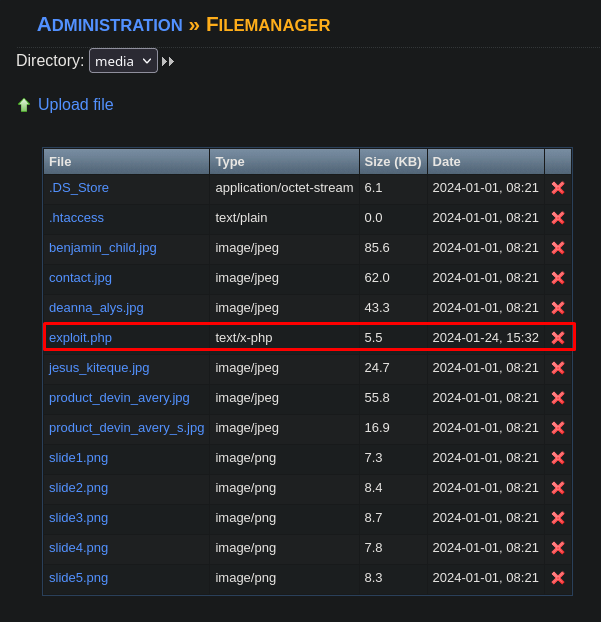 ADMINISTRATION » FILEMANAGER
Directory: media
Upload file
File Type Size (KB) Date
.DS_Store application/octet-stream 6.1 2024-01-01, 08:21
.htaccess text/plain 0.0 2024-01-01, 08:21
benjamin_child.jpg image/jpeg 85.6 2024-01-01, 08:21
contact.jpg image/jpeg 62.0 2024-01-01, 08:21
deanna_alys.jpg image/jpeg 43.3 2024-01-01, 08:21
exploit.php text/x-php 5.5 2024-01-24, 15:32
jesus_kiteque.jpg image/jpeg 24.7 2024-01-01, 08:21
product_devin_avery.jpg image/jpeg 55.8 2024-01-01, 08:21
product_devin_avery_s.jpg image/jpeg 16.9 2024-01-01, 08:21
slide1.png image/png 7.3 2024-01-01, 08:21
slide2.png image/png 8.4 2024-01-01, 08:21
slide3.png image/png 8.7 2024-01-01, 08:21
slide4.png image/png 7.8 2024-01-01, 08:21
slide5.png image/png 8.3 2024-01-01, 08:21